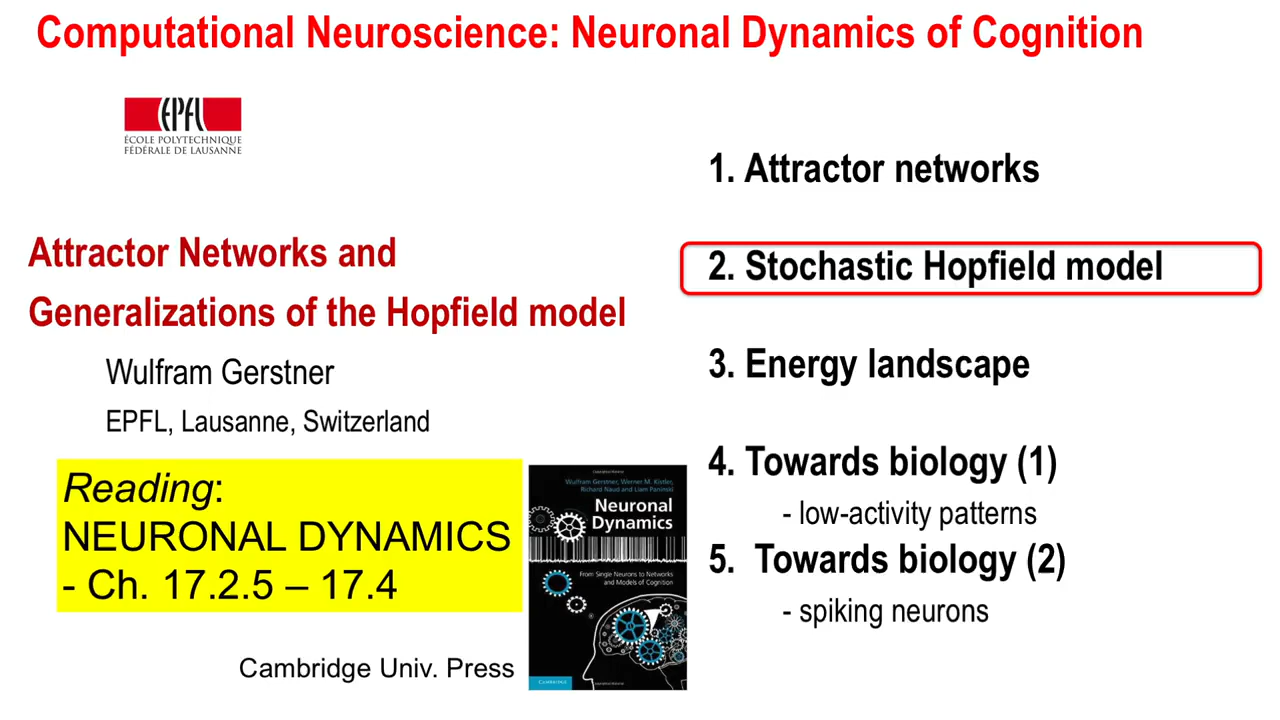 Computational Neuroscience: Neuronal Dynamics of Cognition
EPFL
ÉCOLE POLYTECHNIQUE
FÉDÉRALE DE LAUSANNE
Attractor Networks and
Generalizations of the Hopfield model
Wulfram Gerstner
EPFL, Lausanne, Switzerland
Reading:
NEURONAL DYNAMICS
- Ch. 17.2.5 – 17.4
Cambridge Univ. Press
Wulfram Gerstner, Werner M. Kistler,
Richard Naud and Liam Paninski
Neuronal
Dynamics
From Single Neurons to Networks
and Models of Cognition
1. Attractor networks
2. Stochastic Hopfield model
3. Energy landscape
4. Towards biology (1)
- low-activity patterns
5. Towards biology (2)
- spiking neurons